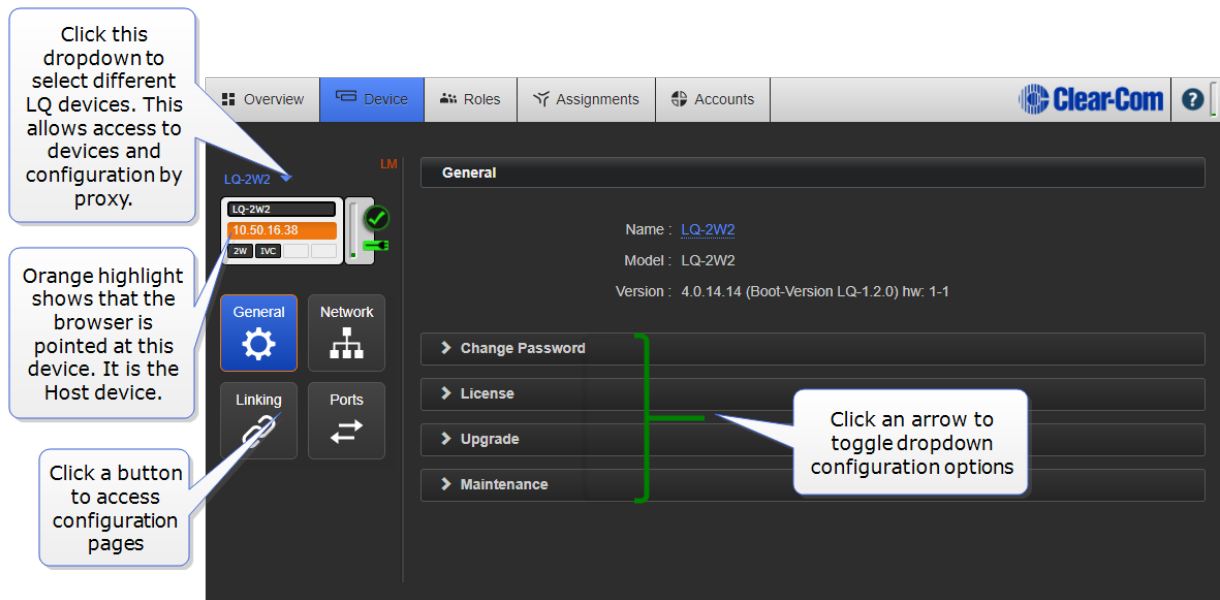 Click this
dropdown to
select different
LQ devices. This
allows access to
devices and
configuration by
proxy.
Overview
Device
Roles
Assignments
Accounts
Clear-Com
?
LM
LQ-2W2
LQ-2W2
10.50.16.38
2W IVC
Orange highlight
shows that the
browser is
pointed at this
device. It is the
Host device.
General
Network
Linking
Ports
Click a button
to access
configuration
pages
General
Name : LQ-2W2
Model : LQ-2W2
Version : 4.0.14.14 (Boot-Version LQ-1.2.0) hw: 1-1
Change Password
License
Upgrade
Maintenance
Click an arrow to
toggle dropdown
configuration options